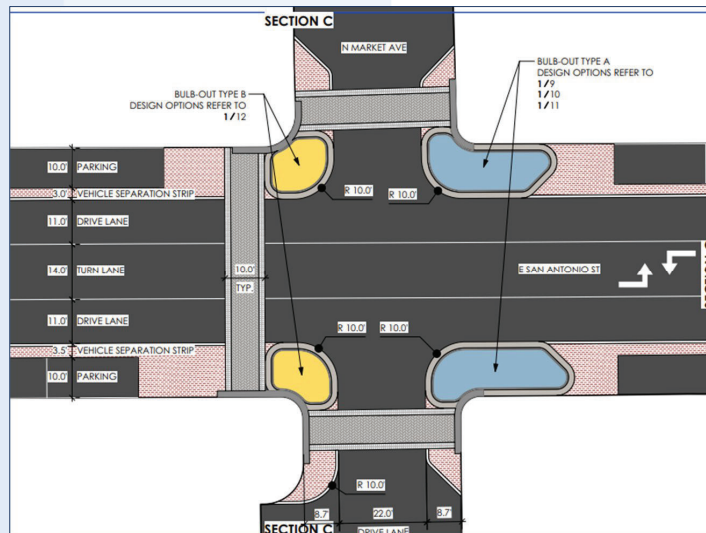 SECTION C
N MARKET AVE
BULB-OUT TYPE B
DESIGN OPTIONS REFER TO
1/12
BULB-OUT TYPE A
DESIGN OPTIONS REFER TO
1/9
1/10
1/11
10.0' PARKING
3.0' VEHICLE SEPARATION STRIP
R 10.0'
R 10.0'
11.0' DRIVE LANE
14.0' TURN LANE
10.0'
TYP.
E SAN ANTONIO ST
11.0' DRIVE LANE
R 10.0'
R 10.0'
3.5' VEHICLE SEPARATION STRIP
10.0' PARKING
R 10.0'
8.7'
22.0'
8.7'
SECTION C
DRIVE LANE